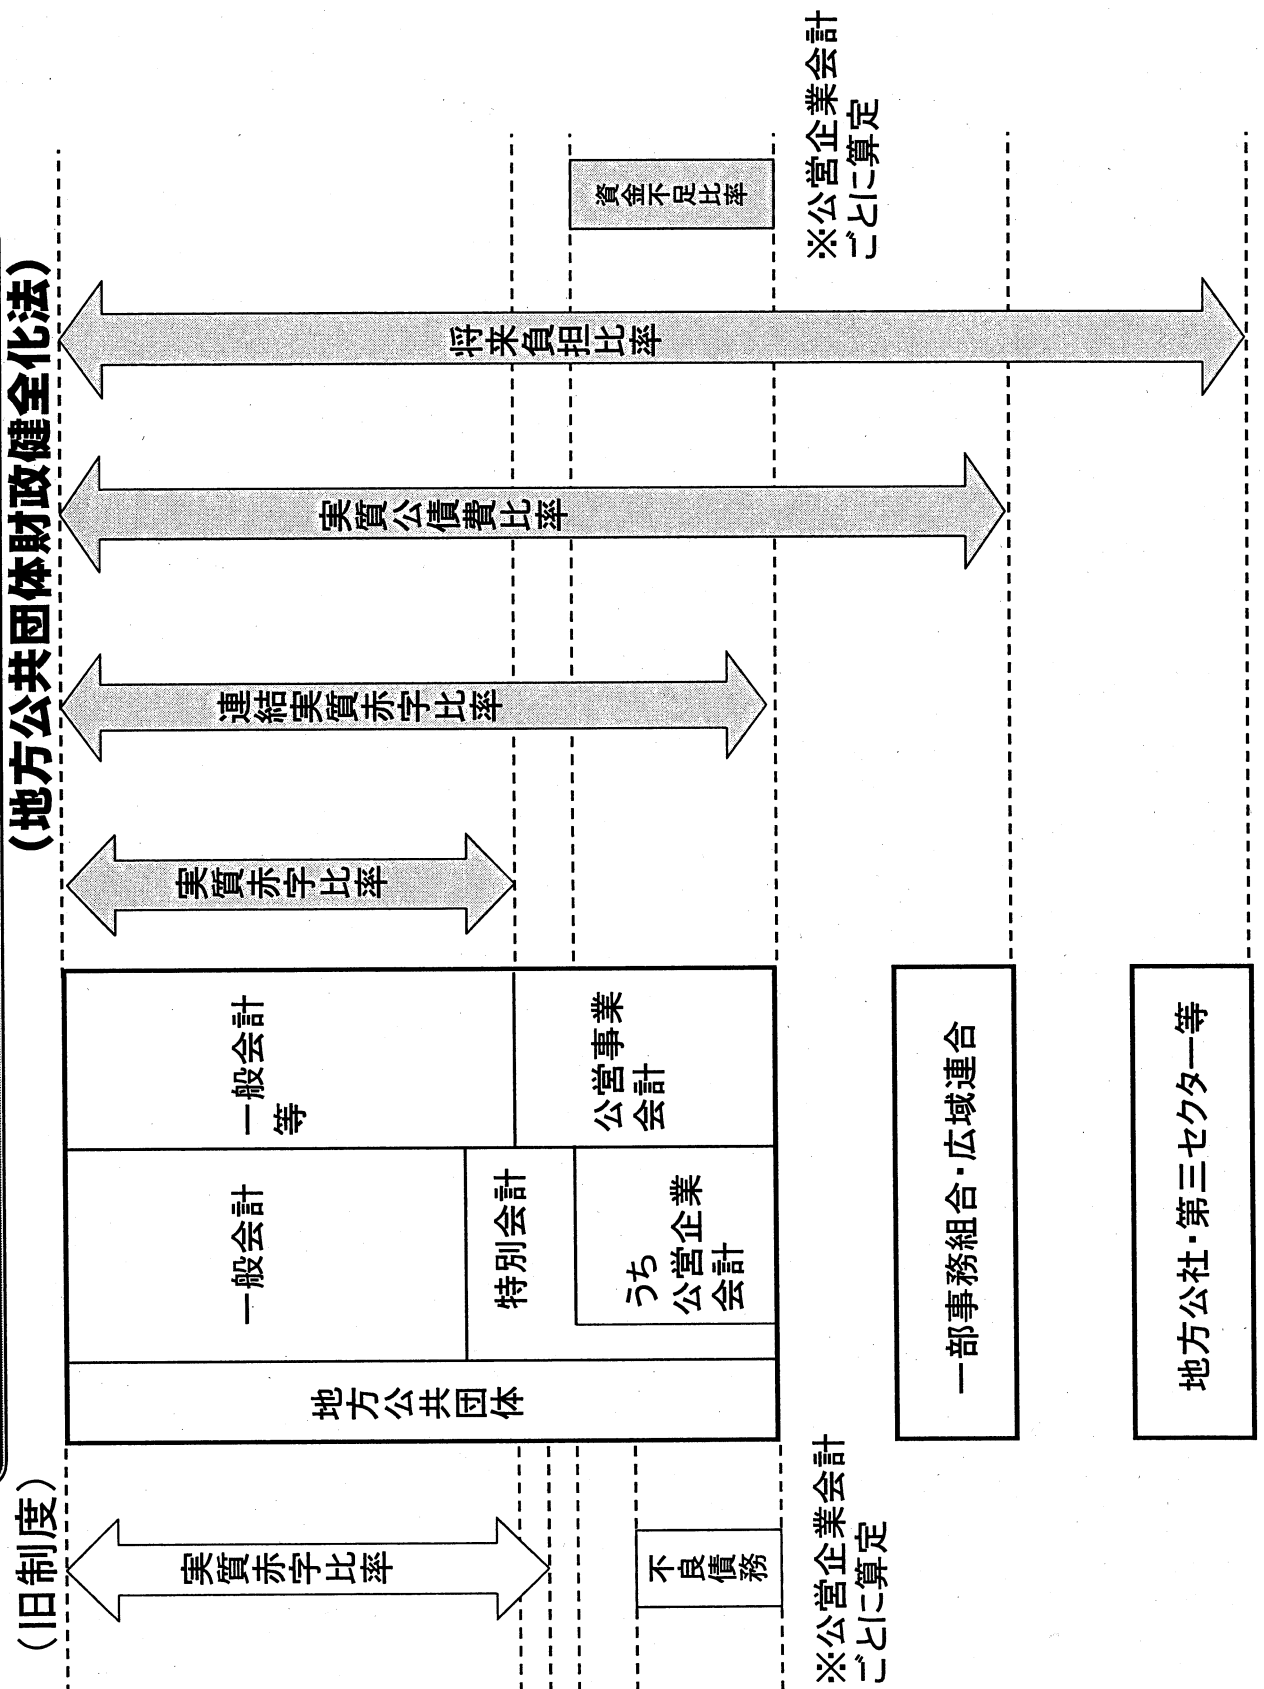 （旧制度）
（地方公共団体財政健全化法）
実質赤字比率
不良債務
※公営企業会計
ごとに算定
地方公共団体
一般会計
特別会計
うち
公営企業
会計
一般会計
等
公営事業
会計
一部事務組合・広域連合
地方公社・第三セクター等
実質赤字比率
連結実質赤字比率
実質公債費比率
将来負担比率
資金不足比率
※公営企業会計
ごとに算定